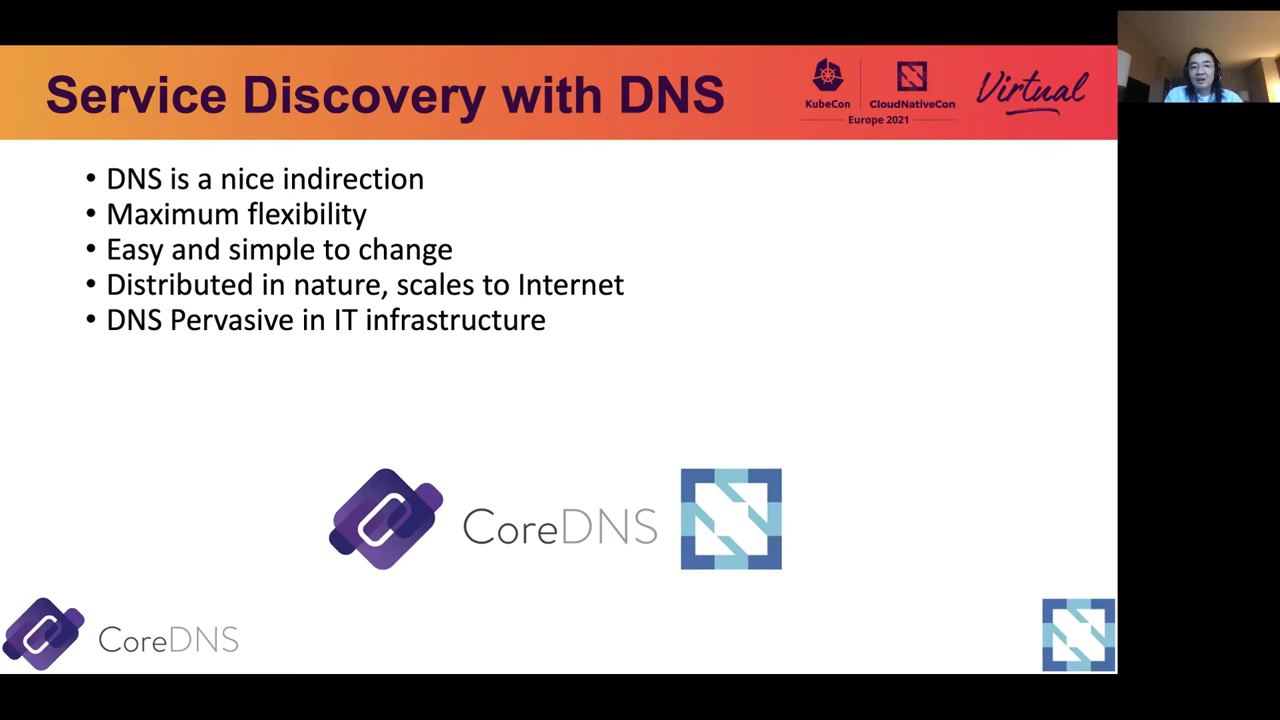 Service Discovery with DNS
KubeCon
CloudNativeCon
Europe 2021
Virtual
• DNS is a nice indirection
• Maximum flexibility
• Easy and simple to change
• Distributed in nature, scales to Internet
• DNS Pervasive in IT infrastructure
CoreDNS
CoreDNS